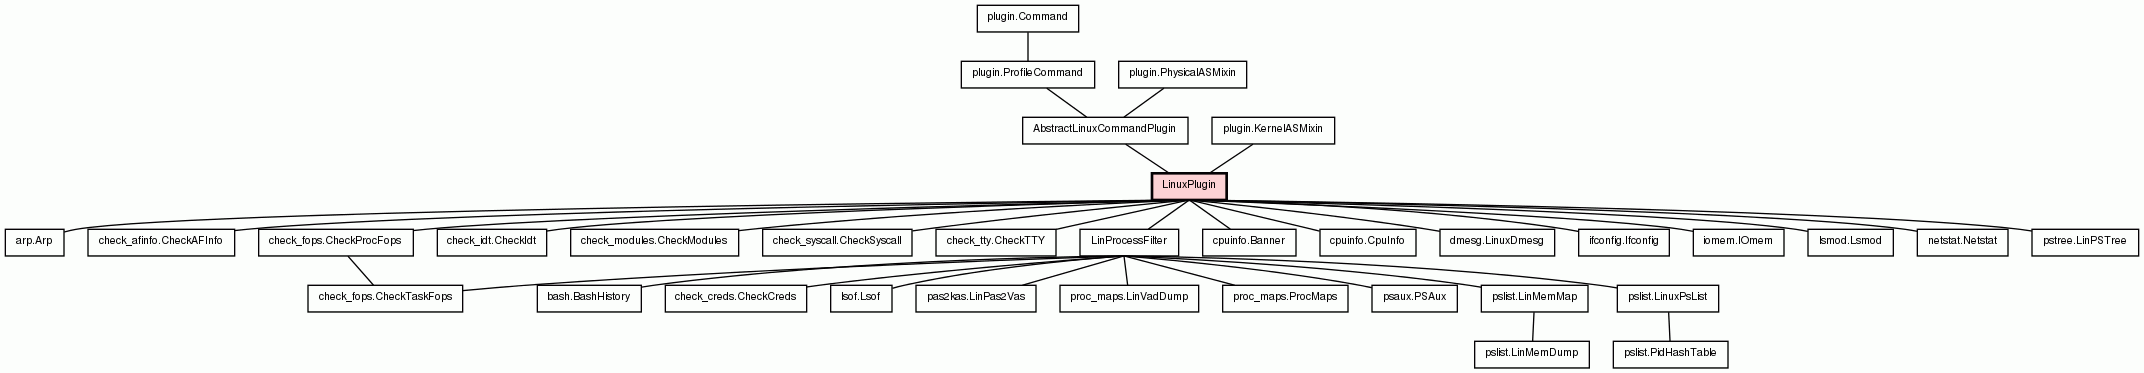 plugin.Command
plugin.ProfileCommand
plugin.PhysicalASMixin
AbstractLinuxCommandPlugin
plugin.KernelASMixin
LinuxPlugin
arp.Arp
check_afinfo.CheckAFInfo
check_fops.CheckProcFops
check_idt.CheckIdt
check_modules.CheckModules
check_syscall.CheckSyscall
check_tty.CheckTTY
LinProcessFilter
cpuinfo.Banner
cpuinfo.CpuInfo
dmesg.LinuxDmesg
ifconfig.Ifconfig
iomem.IOmem
lsmod.Lsmod
netstat.Netstat
pstree.LinPSTree
check_fops.CheckTaskFops
bash.BashHistory
check_creds.CheckCreds
lsof.Lsof
pas2kas.LinPas2Vas
proc_maps.LinVadDump
proc_maps.ProcMaps
psaux.PSAux
pslist.LinMemMap
pslist.LinuxPsList
pslist.LinMemDump
pslist.PidHashTable